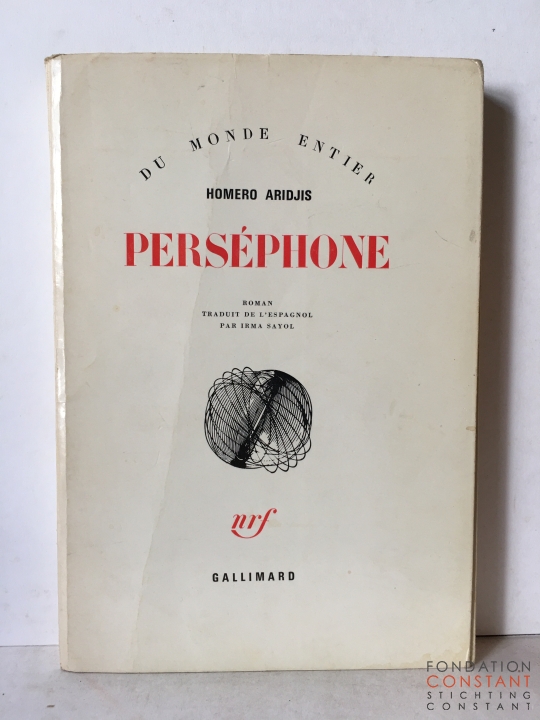 DU MONDE ENTIER
HOMERO ARIDJIS
PERSÉPHONE
ROMAN
TRADUIT DE L'ESPAGNOL
PAR IRMA SAYOL
nrf
GALLIMARD
FONDATION
CONSTANT
STICHTING
CONSTANT